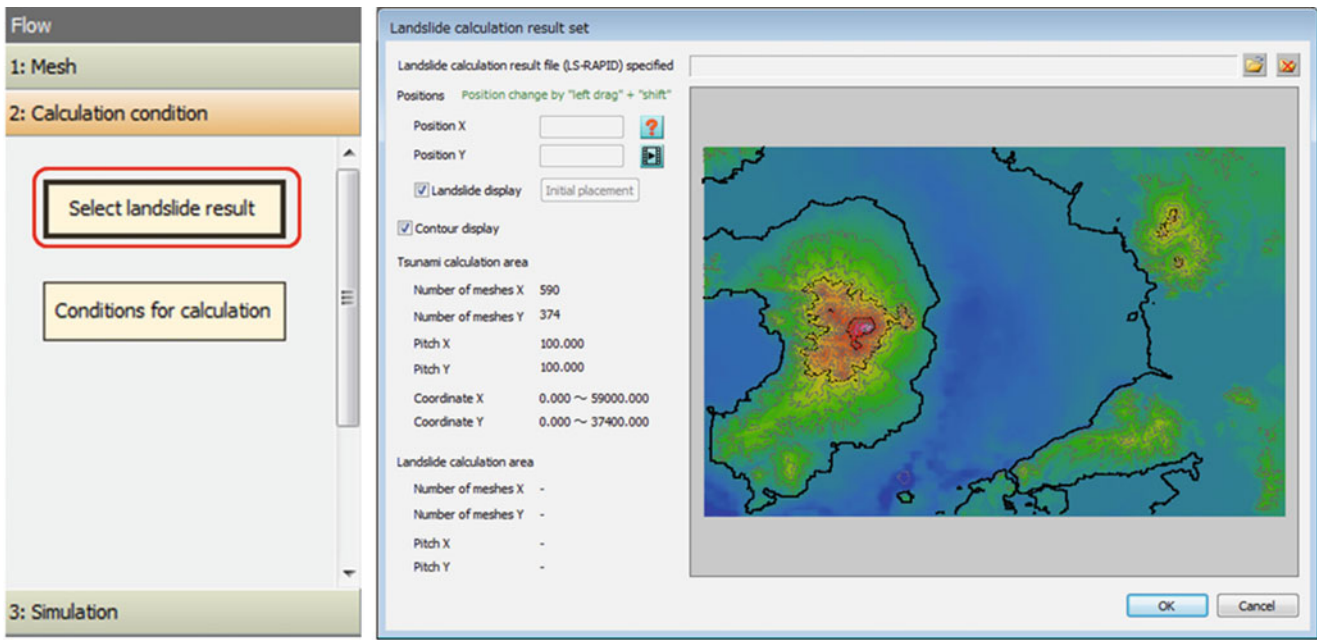 Flow
1: Mesh
2: Calculation condition
Select landslide result
Conditions for calculation
3: Simulation
Landslide calculation result set
Landslide calculation result file (LS-RAPID) specified
Positions Position change by "left drag" + "shift"
Position X
Position Y
Landslide display Initial placement
Contour display
Tsunami calculation area
Number of meshes X 590
Number of meshes Y 374
Pitch X 100.000
Pitch Y 100.000
Coordinate X 0.000 ～ 59000.000
Coordinate Y 0.000 ～ 37400.000
Landslide calculation area
Number of meshes X -
Number of meshes Y -
Pitch X -
Pitch Y -
OK Cancel